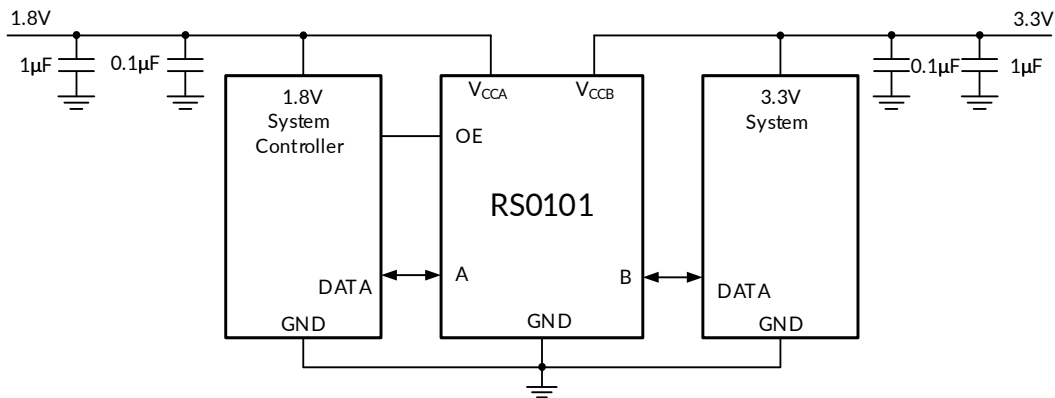 1.8V
3.3V
1μF
0.1μF
0.1μF
1μF
1.8V
System
Controller
VCCA
VCCB
3.3V
System
OE
RS0101
DATA
A
B
DATA
GND
GND
GND